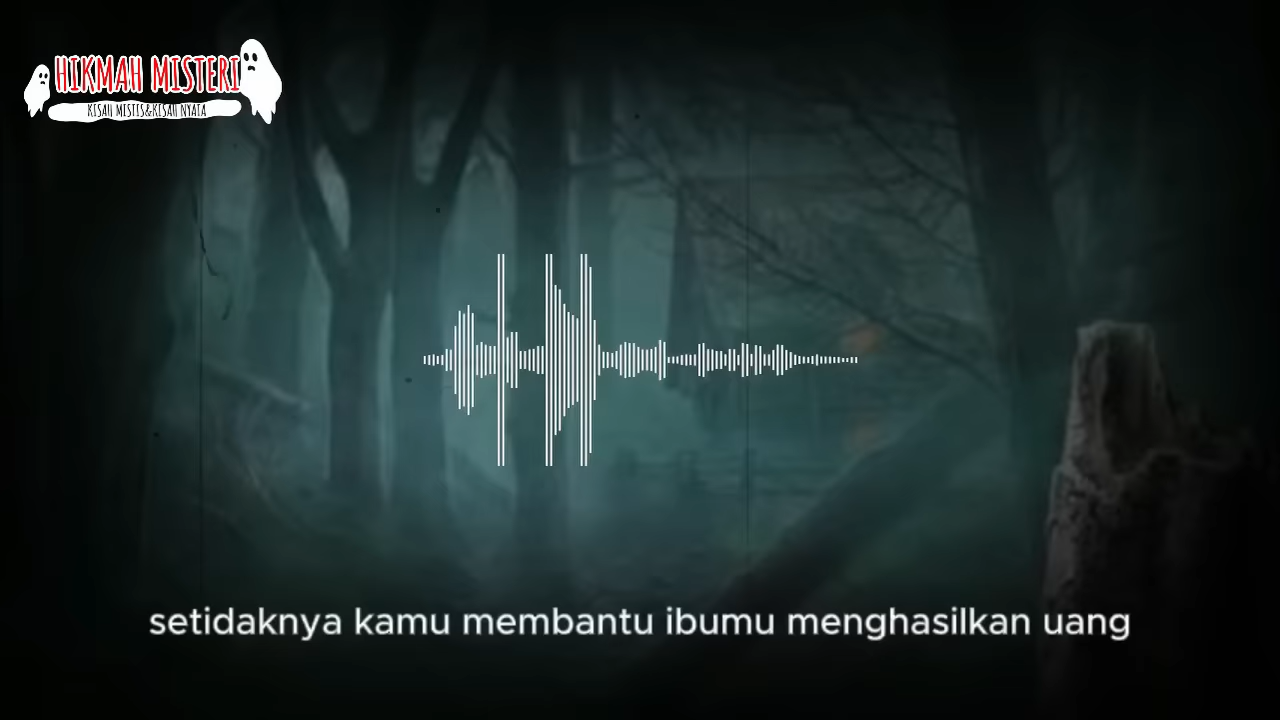 HIKMAH MISTERI
KISAH MISTIS&KISAH NYATA
setidaknya kamu membantu ibumu menghasilkan uang